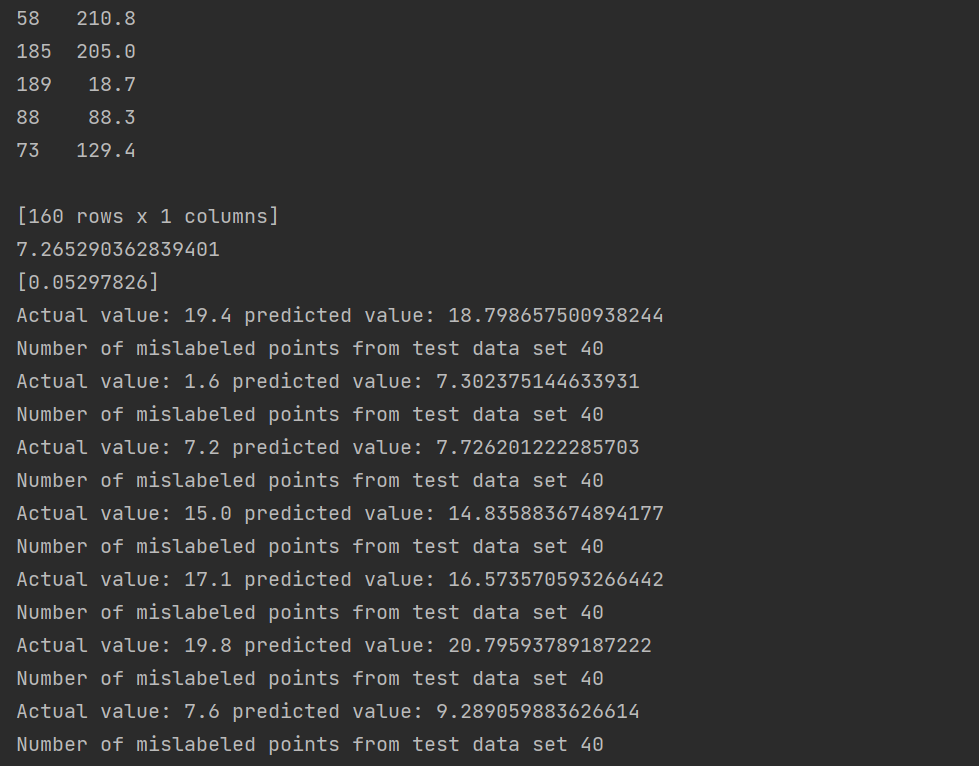 58   210.8
185  205.0
189   18.7
88    88.3
73   129.4
[160 rows x 1 columns]
7.265290362839401
[0.05297826]
Actual value: 19.4 predicted value: 18.798657500938244
Number of mislabeled points from test data set 40
Actual value: 1.6 predicted value: 7.302375144633931
Number of mislabeled points from test data set 40
Actual value: 7.2 predicted value: 7.726201222285703
Number of mislabeled points from test data set 40
Actual value: 15.0 predicted value: 14.835883674894177
Number of mislabeled points from test data set 40
Actual value: 17.1 predicted value: 16.573570593266442
Number of mislabeled points from test data set 40
Actual value: 19.8 predicted value: 20.79593789187222
Number of mislabeled points from test data set 40
Actual value: 7.6 predicted value: 9.289059883626614
Number of mislabeled points from test data set 40